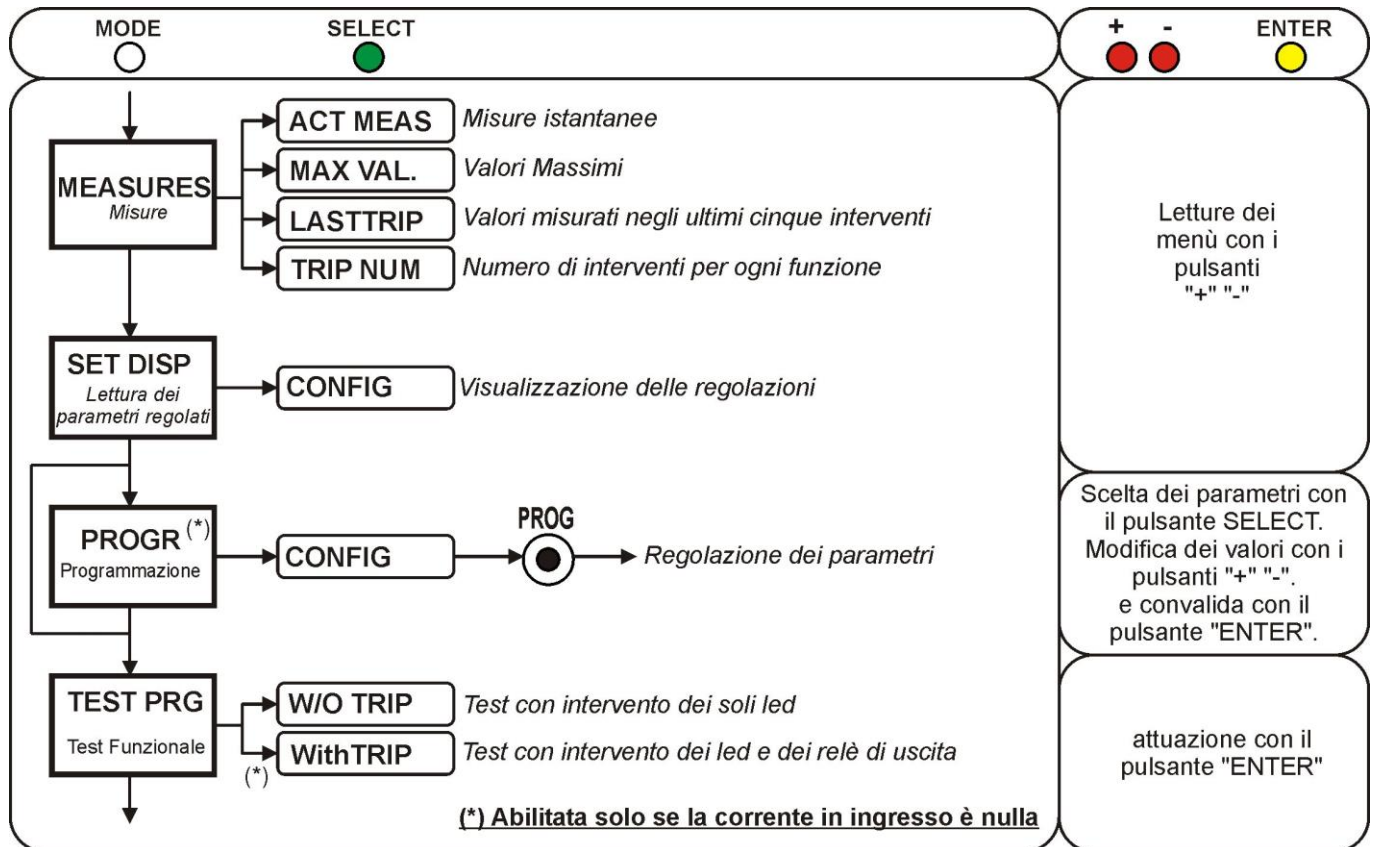 MODE
SELECT
+ -
ENTER
MEASURES
Misure
ACT MEAS
Misure istantanee
MAX VAL.
Valori Massimi
LASTTRIP
Valori misurati negli ultimi cinque interventi
TRIP NUM
Numero di interventi per ogni funzione
Letture dei
menù con i
pulsanti
"+" "-"
SET DISP
Lettura dei
parametri regolati
CONFIG
Visualizzazione delle regolazioni
PROGR (*)
Programmazione
CONFIG
PROG
Regolazione dei parametri
Scelta dei parametri con
il pulsante SELECT.
Modifica dei valori con i
pulsanti "+" "-".
e convalida con il
pulsante "ENTER".
TEST PRG
Test Funzionale
W/O TRIP
Test con intervento dei soli led
WithTRIP
(*)
Test con intervento dei led e dei relè di uscita
attuazione con il
pulsante "ENTER"
(*) Abilitata solo se la corrente in ingresso è nulla